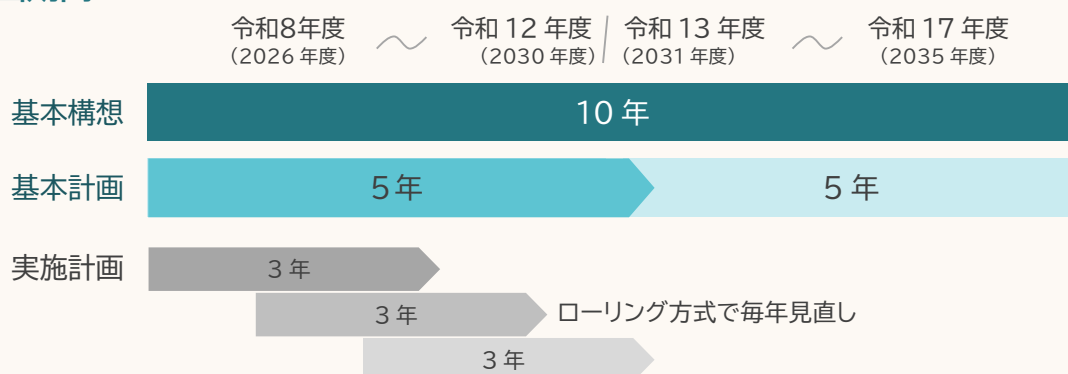 令和8年度 ～ 令和 12 年度 令和 13 年度 ～ 令和 17 年度
（2026 年度） （2030 年度） （2031 年度） （2035 年度）
基本構想 10 年
基本計画 5 年 5 年
実施計画 3 年
3 年 ローリング方式で毎年見直し
3 年